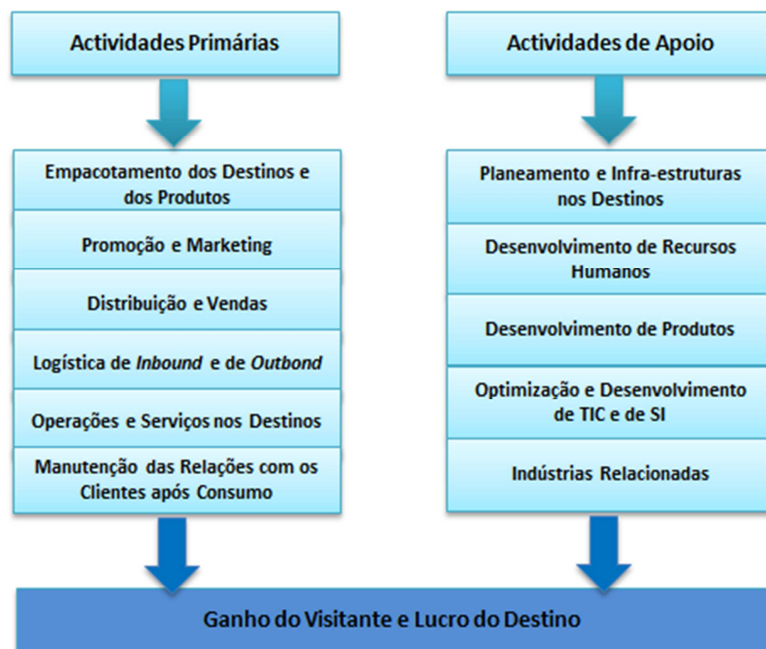 Actividades Primárias
Empacotamento dos Destinos e
dos Produtos
Promoção e Marketing
Distribuição e Vendas
Logística de Inbound e de Outbond
Operações e Serviços nos Destinos
Manutenção das Relações com os
Clientes após Consumo
Actividades de Apoio
Planeamento e Infra-estruturas
nos Destinos
Desenvolvimento de Recursos
Humanos
Desenvolvimento de Produtos
Optimização e Desenvolvimento
de TIC e de SI
Indústrias Relacionadas
Ganho do Visitante e Lucro do Destino